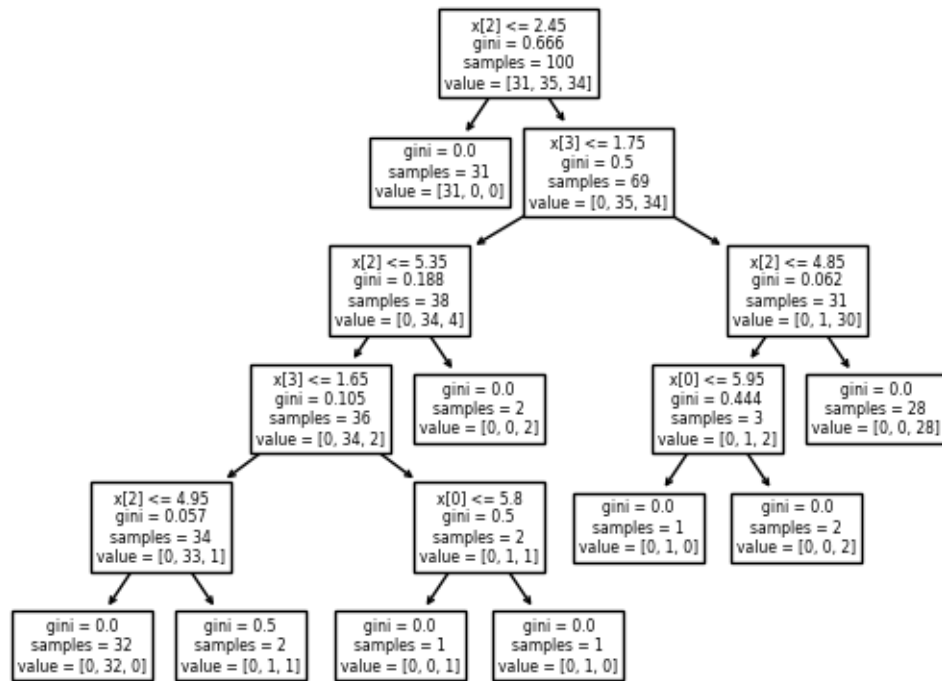 x[2] <= 2.45
gini = 0.666
samples = 100
value = [31, 35, 34]
gini = 0.0
samples = 31
value = [31, 0, 0]
x[3] <= 1.75
gini = 0.5
samples = 69
value = [0, 35, 34]
x[2] <= 5.35
gini = 0.188
samples = 38
value = [0, 34, 4]
x[2] <= 4.85
gini = 0.062
samples = 31
value = [0, 1, 30]
x[3] <= 1.65
gini = 0.105
samples = 36
value = [0, 34, 2]
gini = 0.0
samples = 2
value = [0, 0, 2]
x[0] <= 5.95
gini = 0.444
samples = 3
value = [0, 1, 2]
gini = 0.0
samples = 28
value = [0, 0, 28]
x[2] <= 4.95
gini = 0.057
samples = 34
value = [0, 33, 1]
x[0] <= 5.8
gini = 0.5
samples = 2
value = [0, 1, 1]
gini = 0.0
samples = 1
value = [0, 1, 0]
gini = 0.0
samples = 2
value = [0, 0, 2]
gini = 0.0
samples = 32
value = [0, 32, 0]
gini = 0.5
samples = 2
value = [0, 1, 1]
gini = 0.0
samples = 1
value = [0, 0, 1]
gini = 0.0
samples = 1
value = [0, 1, 0]